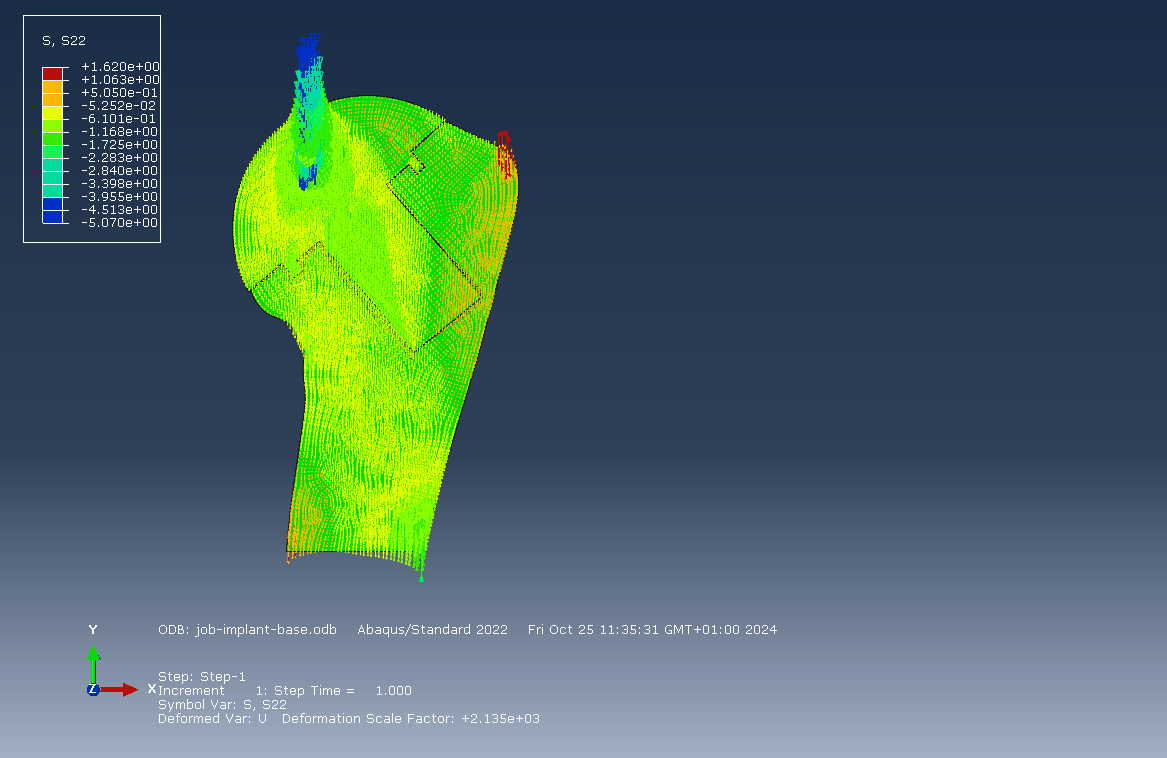 S, S22
+1.620e+00
+1.063e+00
+5.050e-01
-5.252e-02
-6.101e-01
-1.168e+00
-1.725e+00
-2.283e+00
-2.840e+00
-3.398e+00
-3.955e+00
-4.513e+00
-5.070e+00
Y
ODB: job-implant-base.odb Abaqus/Standard 2022 Fri Oct 25 11:35:31 GMT+01:00 2024
Z
X
Step: Step-1
Increment 1: Step Time = 1.000
Symbol Var: S, S22
Deformed Var: U Deformation Scale Factor: +2.135e+03